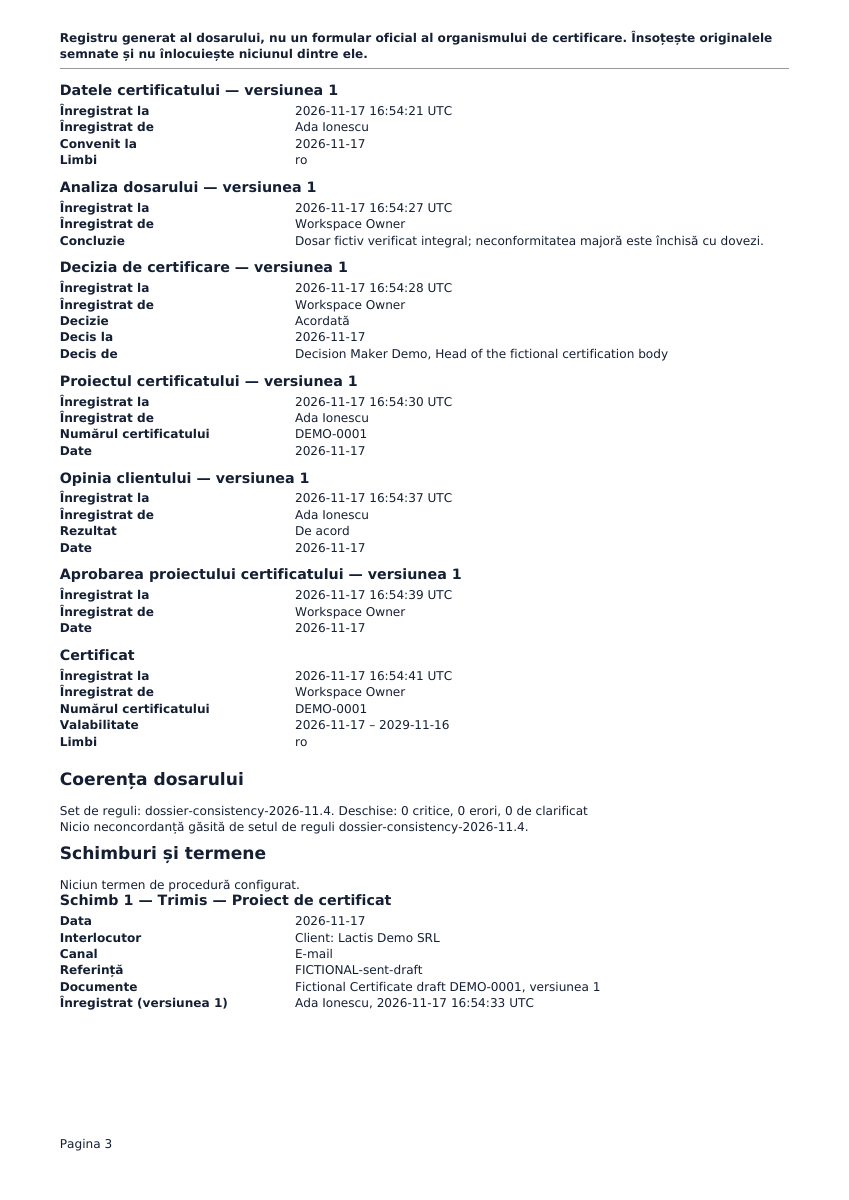 Registru generat al dosarului, nu un formular oficial al organismului de certificare. Însoțește originalele
semnate și nu înlocuiește niciunul dintre ele.
Datele certificatului — versiunea 1
Înregistrat la 2026-11-17 16:54:21 UTC
Înregistrat de Ada Ionescu
Convenit la 2026-11-17
Limbi ro
Analiza dosarului — versiunea 1
Înregistrat la 2026-11-17 16:54:27 UTC
Înregistrat de Workspace Owner
Concluzie Dosar fictiv verificat integral; neconformitatea majoră este închisă cu dovezi.
Decizia de certificare — versiunea 1
Înregistrat la 2026-11-17 16:54:28 UTC
Înregistrat de Workspace Owner
Decizie Acordată
Decis la 2026-11-17
Decis de Decision Maker Demo, Head of the fictional certification body
Proiectul certificatului — versiunea 1
Înregistrat la 2026-11-17 16:54:30 UTC
Înregistrat de Ada Ionescu
Numărul certificatului DEMO-0001
Date 2026-11-17
Opinia clientului — versiunea 1
Înregistrat la 2026-11-17 16:54:37 UTC
Înregistrat de Ada Ionescu
Rezultat De acord
Date 2026-11-17
Aprobarea proiectului certificatului — versiunea 1
Înregistrat la 2026-11-17 16:54:39 UTC
Înregistrat de Workspace Owner
Date 2026-11-17
Certificat
Înregistrat la 2026-11-17 16:54:41 UTC
Înregistrat de Workspace Owner
Numărul certificatului DEMO-0001
Valabilitate 2026-11-17 – 2029-11-16
Limbi ro
Coerența dosarului
Set de reguli: dossier-consistency-2026-11.4. Deschise: 0 critice, 0 erori, 0 de clarificat
Nicio neconcordanță găsită de setul de reguli dossier-consistency-2026-11.4.
Schimburi și termene
Niciun termen de procedură configurat.
Schimb 1 — Trimis — Proiect de certificat
Data 2026-11-17
Interlocutor Client: Lactis Demo SRL
Canal E-mail
Referință FICTIONAL-sent-draft
Documente Fictional Certificate draft DEMO-0001, versiunea 1
Înregistrat (versiunea 1) Ada Ionescu, 2026-11-17 16:54:33 UTC
Pagina 3